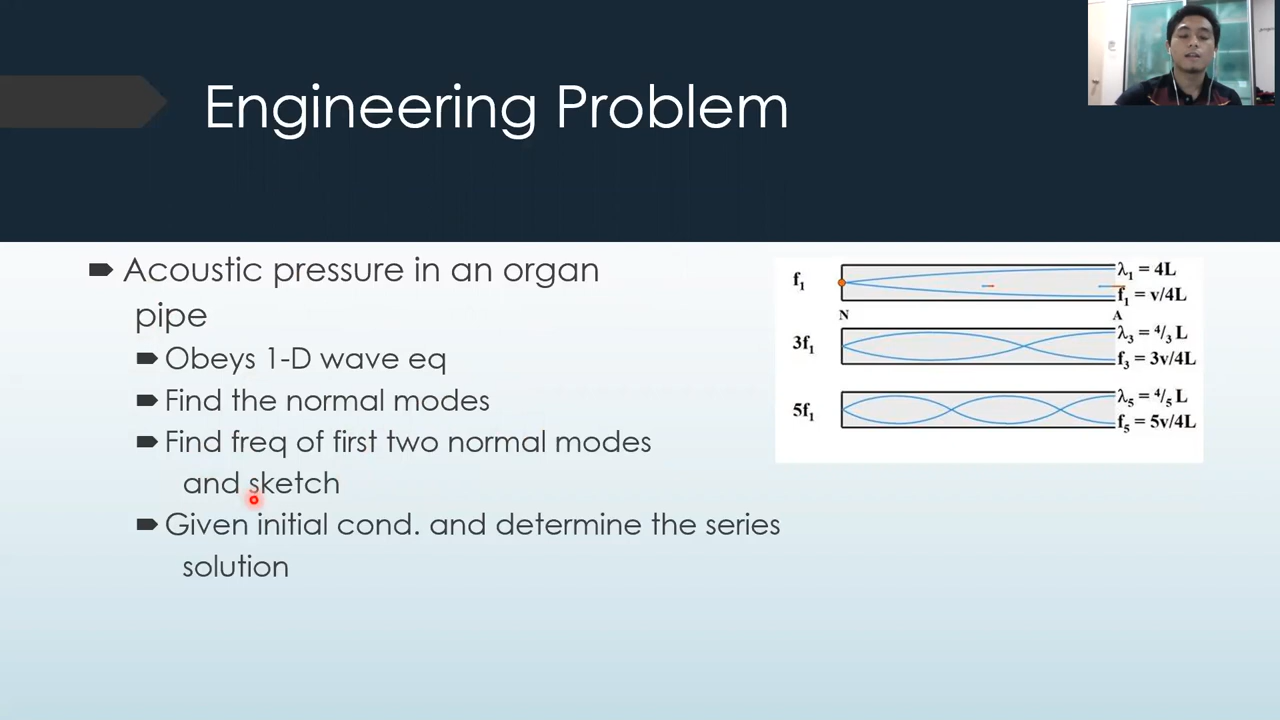 Engineering Problem
Acoustic pressure in an organ
pipe
Obeys 1-D wave eq
Find the normal modes
Find freq of first two normal modes
and sketch
Given initial cond. and determine the series
solution
f₁
λ₁ = 4L
f₁ = v/4L
N
A
3f₁
λ₃ = ⁴/₃ L
f₃ = 3v/4L
5f₁
λ₅ = ⁴/₅ L
f₅ = 5v/4L